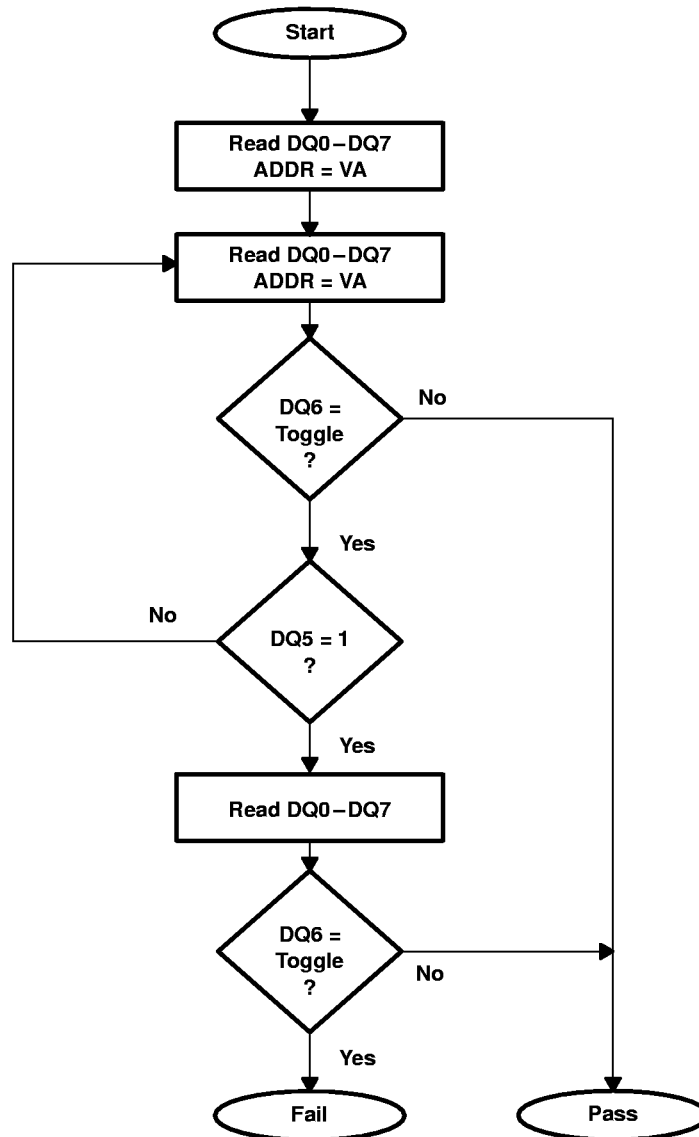 Start
Read DQ0–DQ7
ADDR = VA
Read DQ0–DQ7
ADDR = VA
DQ6 =
Toggle
?
No
Yes
DQ5 = 1
?
No
Yes
Read DQ0–DQ7
DQ6 =
Toggle
?
No
Yes
Fail
Pass